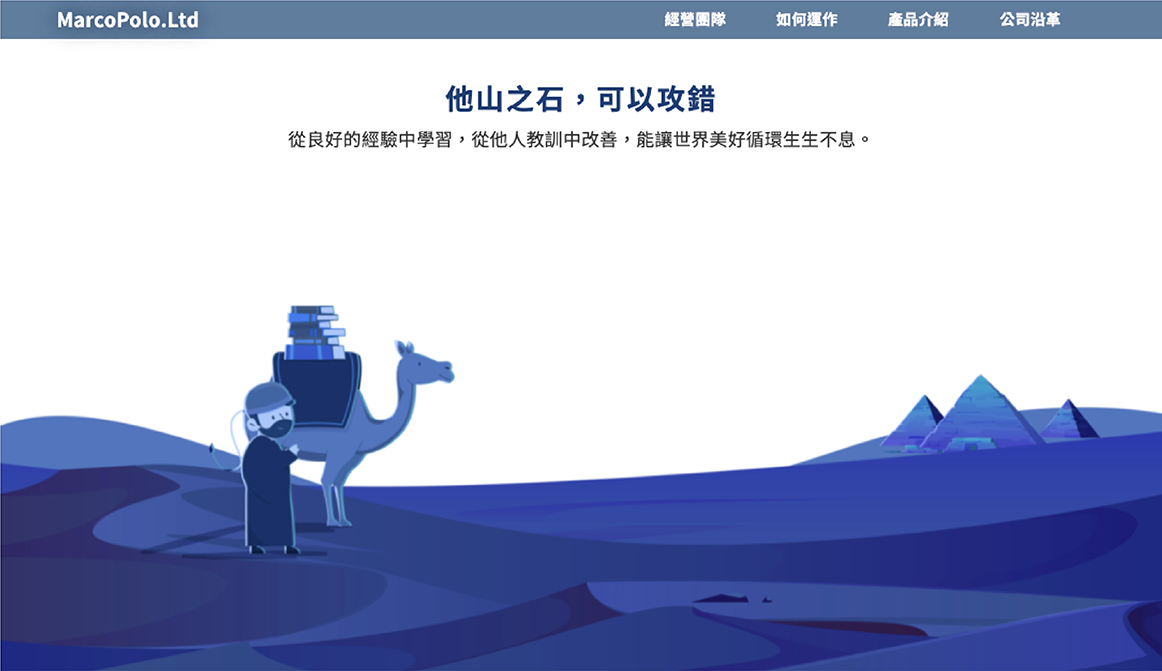 MarcoPolo.Ltd
經營團隊
如何運作
產品介紹
公司沿革
他山之石，可以攻錯
從良好的經驗中學習，從他人教訓中改善，能讓世界美好循環生生不息。